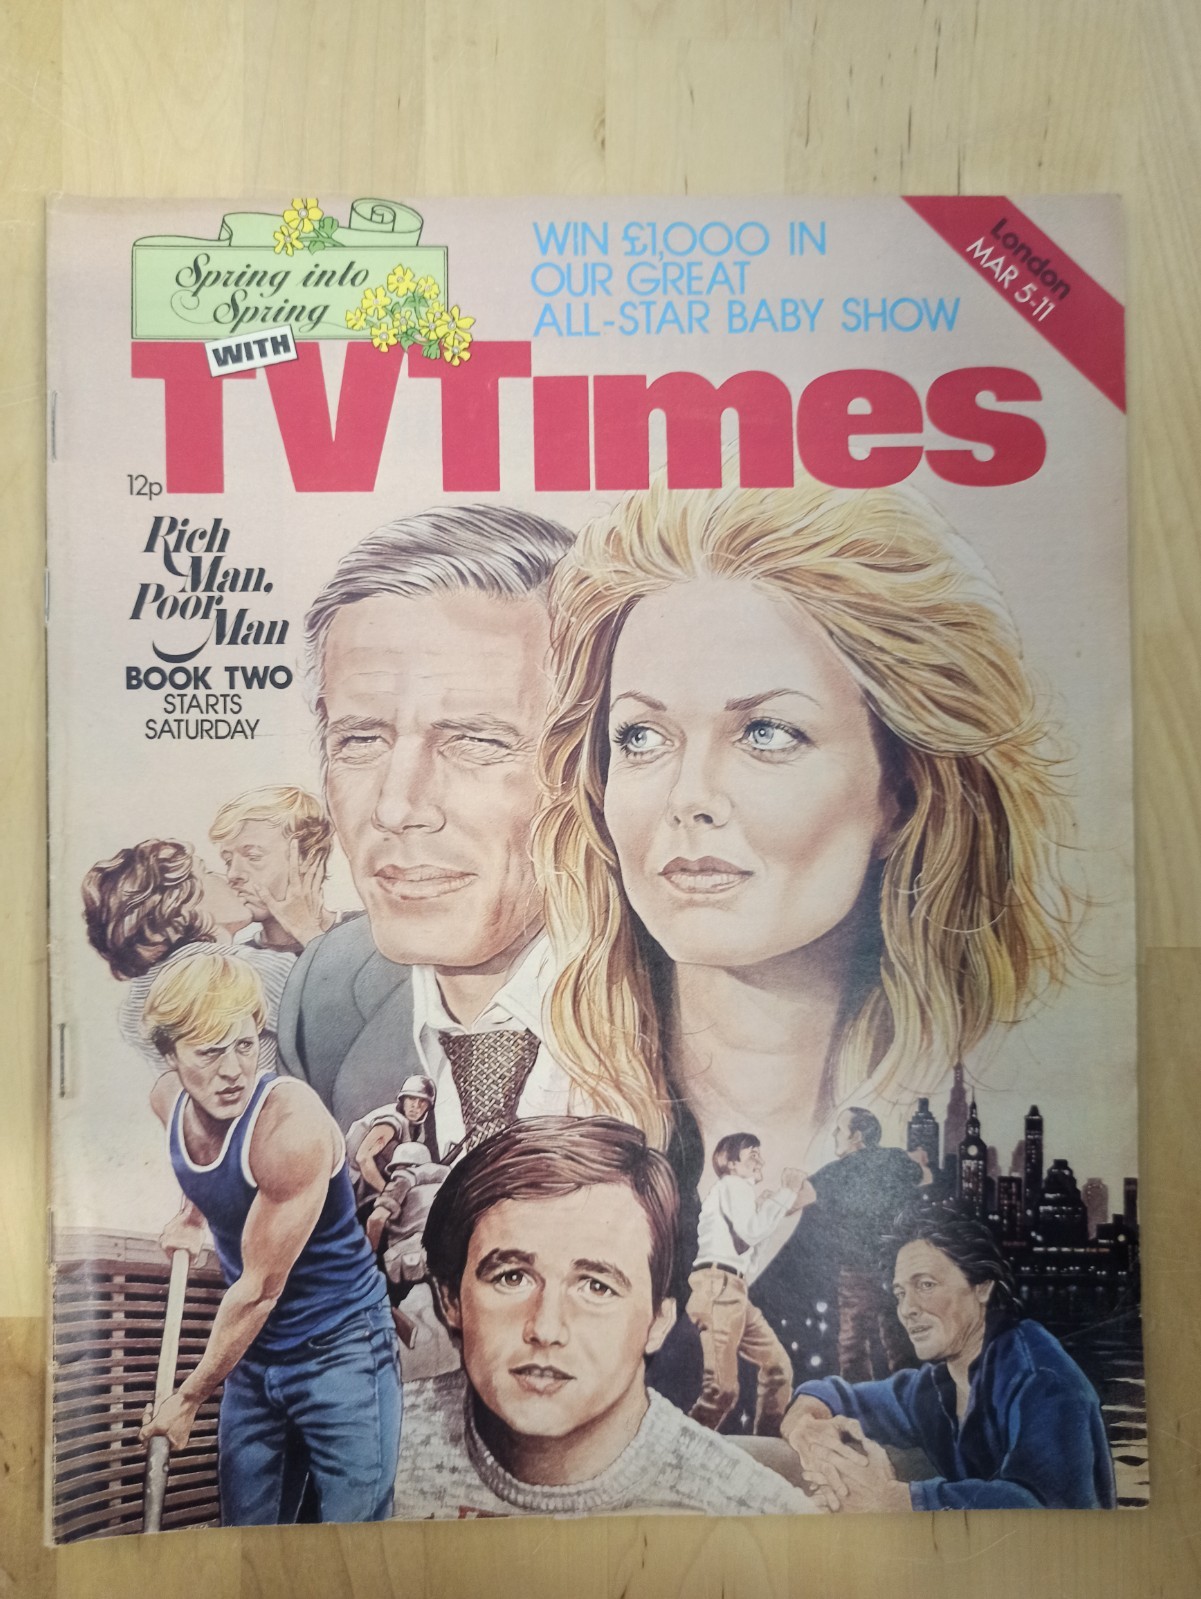 Spring into
Spring
WITH
WIN £1,000 IN
OUR GREAT
ALL-STAR BABY SHOW
London
MAR 5-11
TVTimes
12p
Rich
Man,
Poor
Man
BOOK TWO
STARTS
SATURDAY